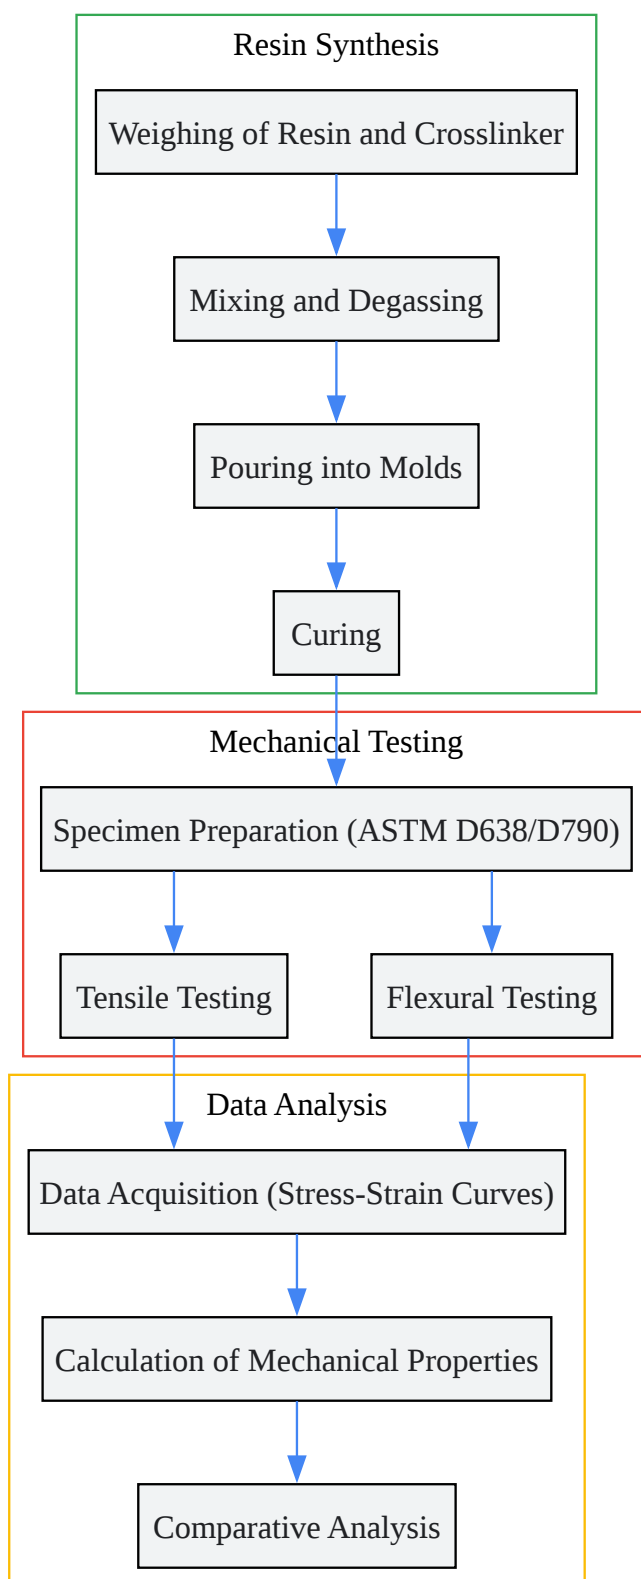 Resin Synthesis
Weighing of Resin and Crosslinker
Mixing and Degassing
Pouring into Molds
Curing
Mechanical Testing
Specimen Preparation (ASTM D638/D790)
Tensile Testing
Flexural Testing
Data Analysis
Data Acquisition (Stress-Strain Curves)
Calculation of Mechanical Properties
Comparative Analysis